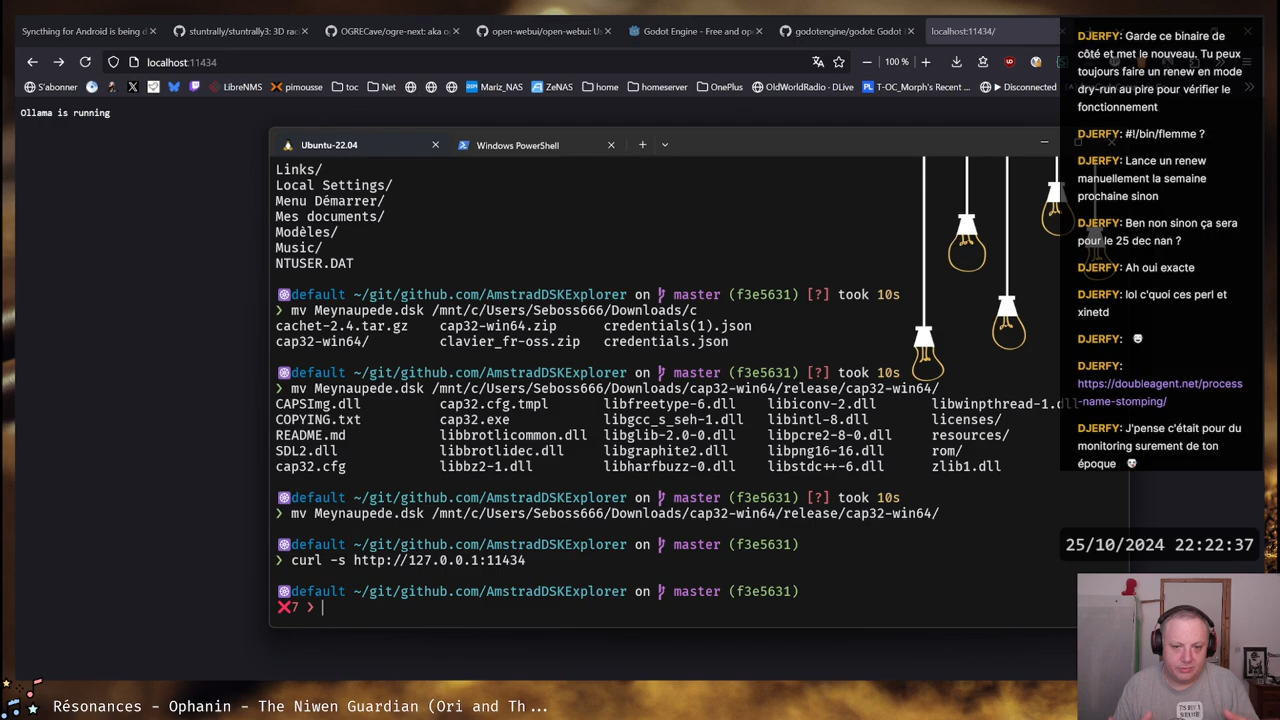 Syncthing for Android is being d
stuntrally/stuntrally3: 3D rac
OGRECave/ogre-next: aka o
open-webui/open-webui: Us
Godot Engine - Free and ope
godotengine/godot: Godot
localhost:11434/
localhost:11434
100 %
S'abonner
LibreNMS
pimousse
toc
Net
Mariz_NAS
ZeNAS
home
homeserver
OnePlus
OldWorldRadio - DLive
T-OC_Morph's Recent ...
Disconnected
Ollama is running
Ubuntu-22.04
Windows PowerShell
Links/
Local Settings/
Menu Démarrer/
Mes documents/
Modèles/
Music/
NTUSER.DAT
default ~/git/github.com/AmstradDSKExplorer on master (f3e5631) [?] took 10s
❯ mv Meynaupede.dsk /mnt/c/Users/Seboss666/Downloads/c
cachet-2.4.tar.gz cap32-win64.zip credentials(1).json
cap32-win64/ clavier_fr-oss.zip credentials.json
default ~/git/github.com/AmstradDSKExplorer on master (f3e5631) [?] took 10s
❯ mv Meynaupede.dsk /mnt/c/Users/Seboss666/Downloads/cap32-win64/release/cap32-win64/
CAPSImg.dll cap32.cfg.tmpl libfreetype-6.dll libiconv-2.dll libwinpthread-1.dll
COPYING.txt cap32.exe libgcc_s_seh-1.dll libintl-8.dll licenses/
README.md libbrotlicommon.dll libglib-2.0-0.dll libpcre2-8-0.dll resources/
SDL2.dll libbrotlidec.dll libgraphite2.dll libpng16-16.dll rom/
cap32.cfg libbz2-1.dll libharfbuzz-0.dll libstdc++-6.dll zlib1.dll
default ~/git/github.com/AmstradDSKExplorer on master (f3e5631) [?] took 10s
❯ mv Meynaupede.dsk /mnt/c/Users/Seboss666/Downloads/cap32-win64/release/cap32-win64/
default ~/git/github.com/AmstradDSKExplorer on master (f3e5631)
❯ curl -s http://127.0.0.1:11434
default ~/git/github.com/AmstradDSKExplorer on master (f3e5631)
❌7 ❯
DJERFY: Garde ce binaire de
côté et met le nouveau. Tu peux
toujours faire un renew en mode
dry-run au pire pour vérifier le
fonctionnement
DJERFY: #!/bin/flemme ?
DJERFY: Lance un renew
manuellement la semaine
prochaine sinon
DJERFY: Ben non sinon ça sera
pour le 25 dec nan ?
DJERFY: Ah oui exacte
DJERFY: lol c'quoi ces perl et
xinetd
DJERFY:
DJERFY:
https://doubleagent.net/process
-name-stomping/
DJERFY: J'pense c'était pour du
monitoring surement de ton
époque
25/10/2024 22:22:37
Résonances - Ophanin - The Niwen Guardian (Ori and Th...